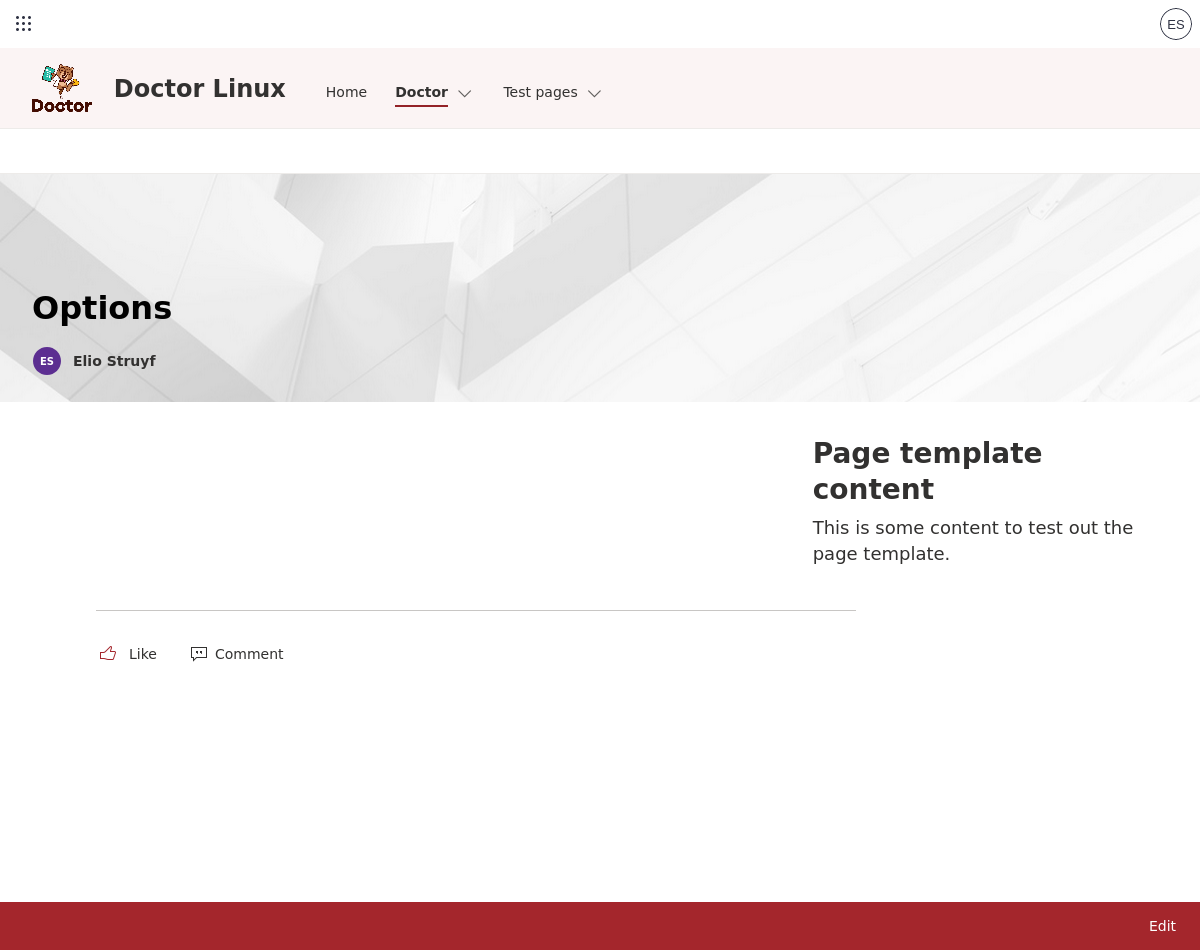 ES
Doctor
Doctor Linux
Home
Doctor
Test pages
Options
ES
Elio Struyf
Page template
content
This is some content to test out the
page template.
Like
Comment
Edit